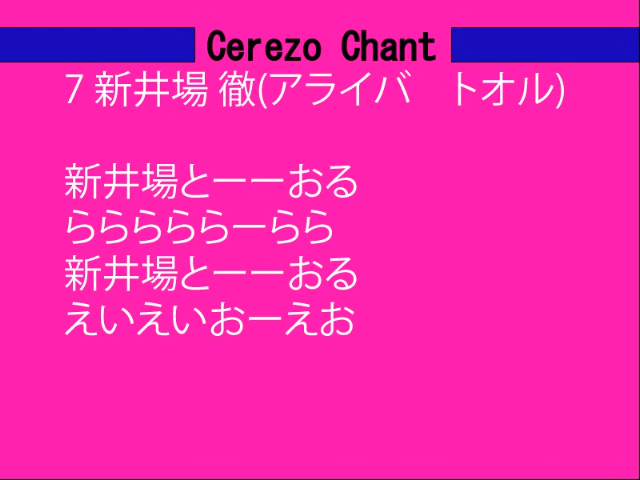 Cerezo Chant
7 新井場 徹(アライバ　トオル)
新井場とーーおる
らららららーらら
新井場とーーおる
えいえいおーえお